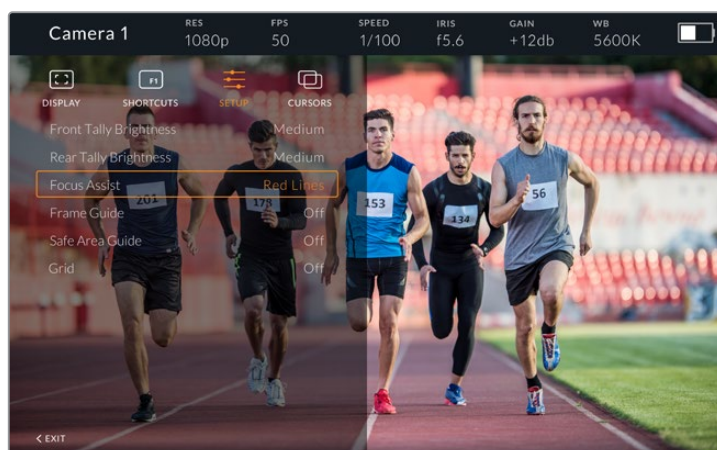 Camera 1
RES
1080p
FPS
50
SPEED
1/100
IRIS
f5.6
GAIN
+12db
WB
5600K
F1
DISPLAY
SHORTCUTS
SETUP
CURSORS
Front Tally Brightness Medium
Rear Tally Brightness Medium
Focus Assist Red Lines
Frame Guide Off
Safe Area Guide Off
Grid Off
201
178
153
134
56
< EXIT